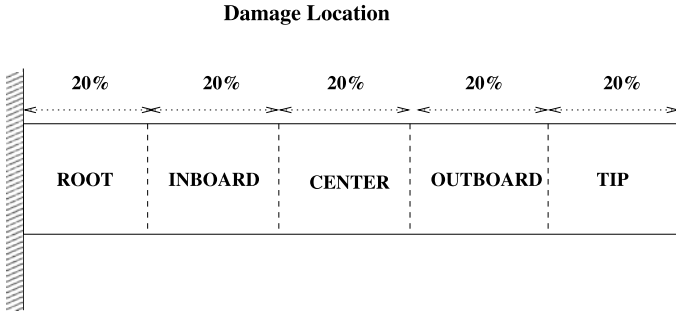 Damage Location
20% 20% 20% 20% 20%
ROOT INBOARD CENTER OUTBOARD TIP